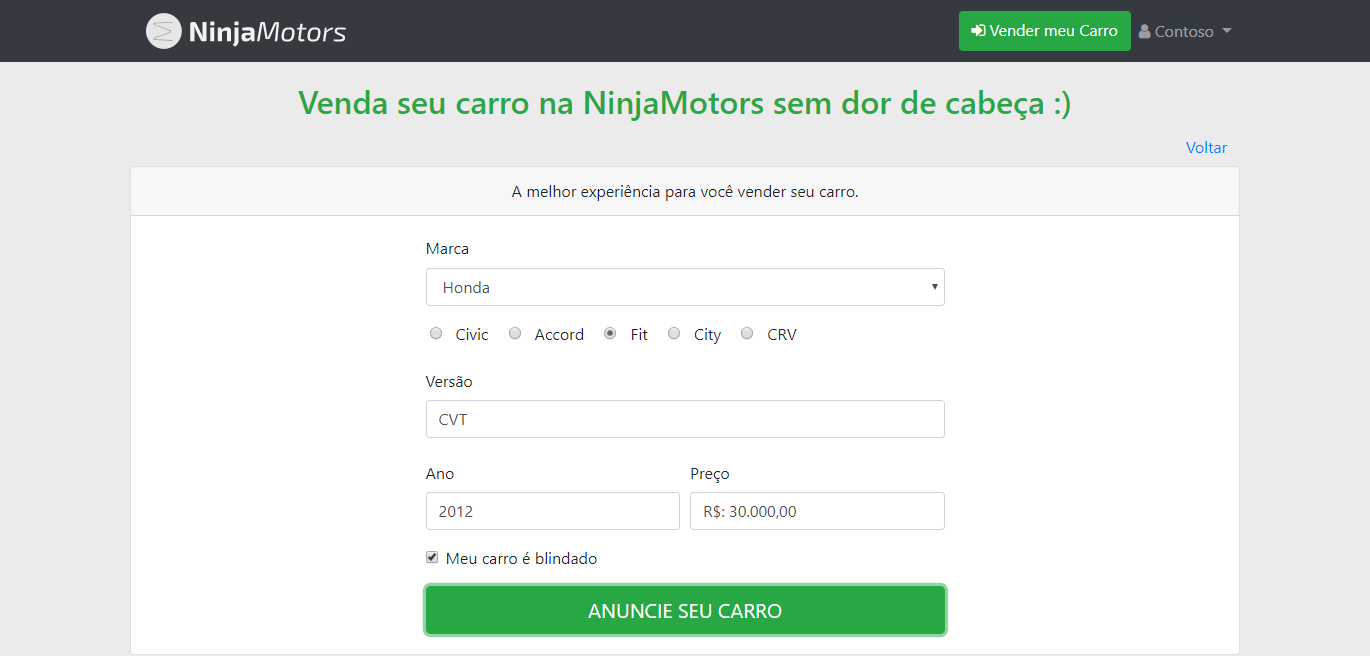 NinjaMotors
Vender meu Carro
Contoso
Venda seu carro na NinjaMotors sem dor de cabeça :)
Voltar
A melhor experiência para você vender seu carro.
Marca
Honda
Civic Accord Fit City CRV
Versão
CVT
Ano Preço
2012 R$: 30.000,00
Meu carro é blindado
ANUNCIE SEU CARRO